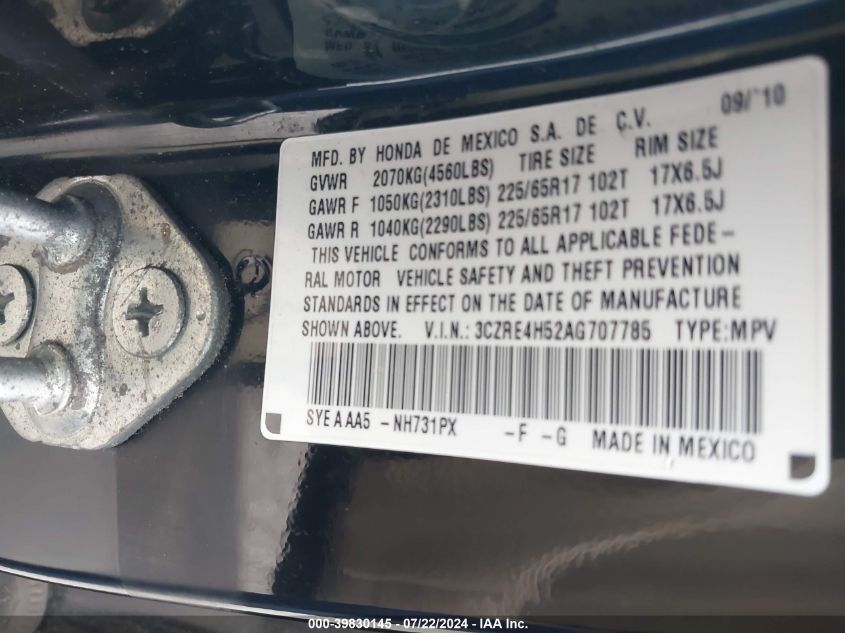 09/'10
MFD. BY HONDA DE MEXICO S.A. DE C.V.
GVWR 2070KG(4560LBS) TIRE SIZE RIM SIZE
GAWR F 1050KG(2310LBS) 225/65R17 102T 17X6.5J
GAWR R 1040KG(2290LBS) 225/65R17 102T 17X6.5J
THIS VEHICLE CONFORMS TO ALL APPLICABLE FEDE-
RAL MOTOR VEHICLE SAFETY AND THEFT PREVENTION
STANDARDS IN EFFECT ON THE DATE OF MANUFACTURE
SHOWN ABOVE. V.I.N.: 3CZRE4H52AG707785 TYPE:MPV
SYE A AA5 -NH731PX -F -G MADE IN MEXICO
000-39830145 - 07/22/2024 - IAA Inc.